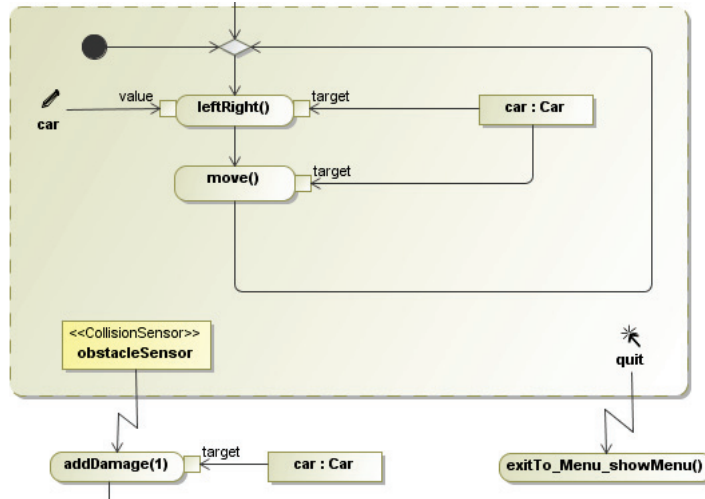 value
leftRight()
target
car : Car
car
move()
target
<<CollisionSensor>>
obstacleSensor
quit
addDamage(1)
target
car : Car
exitTo_Menu_showMenu()